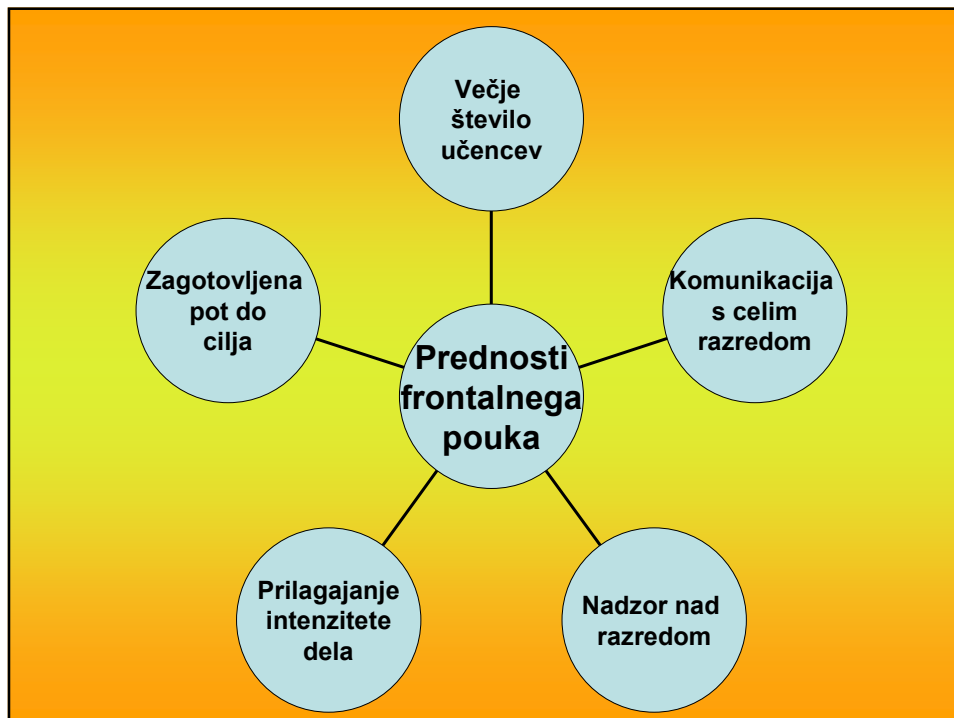 Večje
število
učencev
Zagotovljena
pot do
cilja
Komunikacija
s celim
razredom
Prednosti
frontalnega
pouka
Prilagajanje
intenzitete
dela
Nadzor nad
razredom